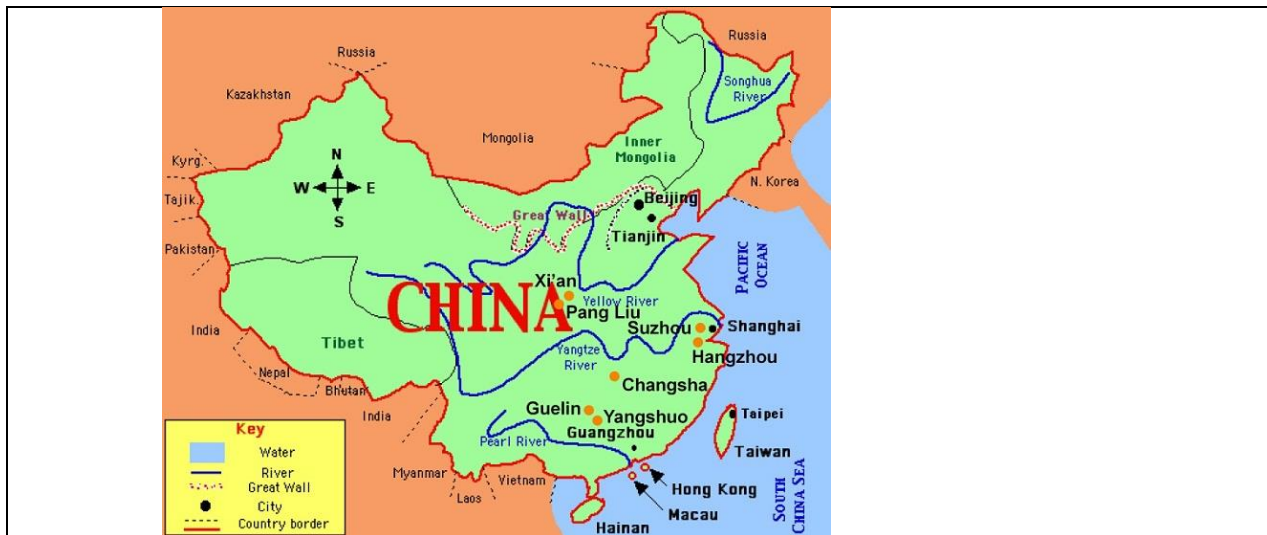 Russia
Russia
Songhua
River
Kazakhstan
Mongolia
Inner
Mongolia
Kyrg.
N
W E
S
Tajik.
N. Korea
Beijing
Great Wall
Tianjin
Pakistan
PACIFIC
OCEAN
Xi'an
CHINA
Yellow River
Pang Liu
India
Suzhou
Shanghai
Tibet
Yangtze
River
Hangzhou
Nepal
Changsha
Bhutan
India
Guelin
Yangshuo
Taipei
Guangzhou
Pearl River
Taiwan
Key
Water
River
Great Wall
City
Country border
Myanmar
Laos
Vietnam
Hong Kong
Macau
Hainan
SOUTH
CHINA SEA